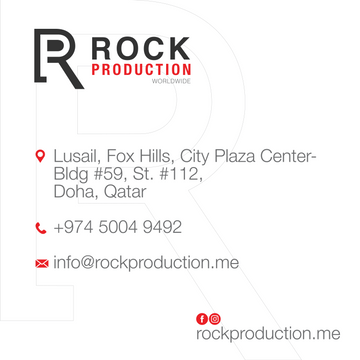 R ROCK
PRODUCTION
WORLDWIDE
Lusail, Fox Hills, City Plaza Center-
Bldg #59, St. #112,
Doha, Qatar
+974 5004 9492
info@rockproduction.me
rockproduction.me